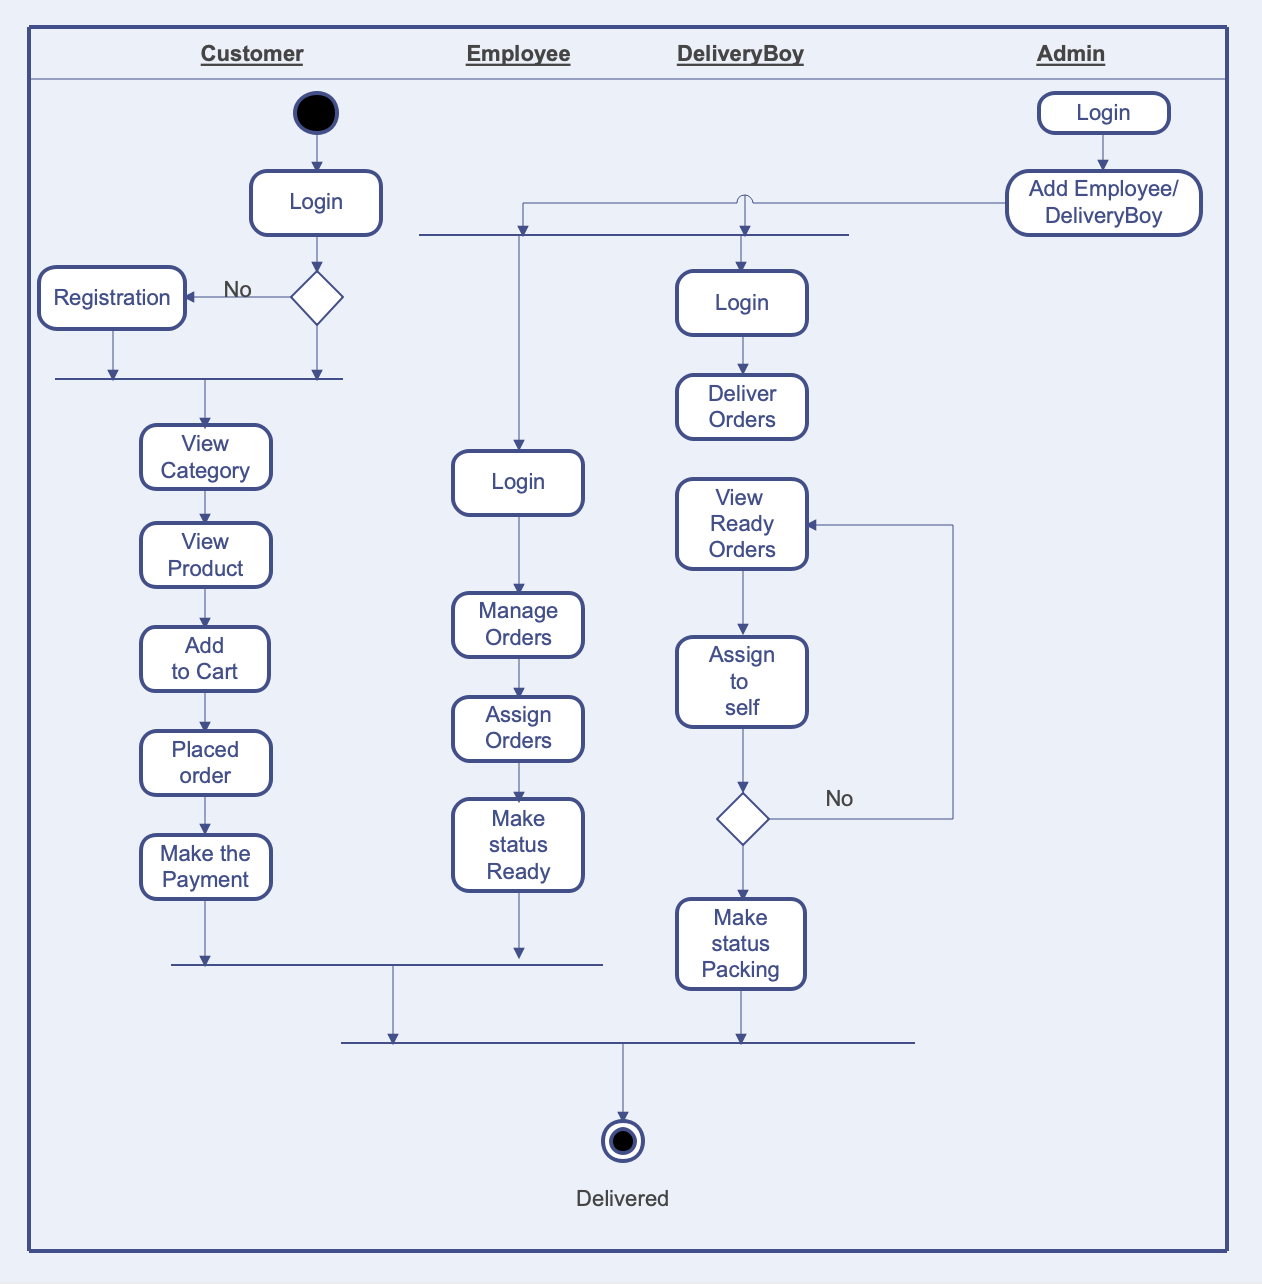 Customer
Employee
DeliveryBoy
Admin
Login
Registration
No
View
Category
View
Product
Add
to Cart
Placed
order
Make the
Payment
Login
Manage
Orders
Assign
Orders
Make
status
Ready
Login
Deliver
Orders
View
Ready
Orders
Assign
to
self
No
Make
status
Packing
Login
Add Employee/
DeliveryBoy
Delivered